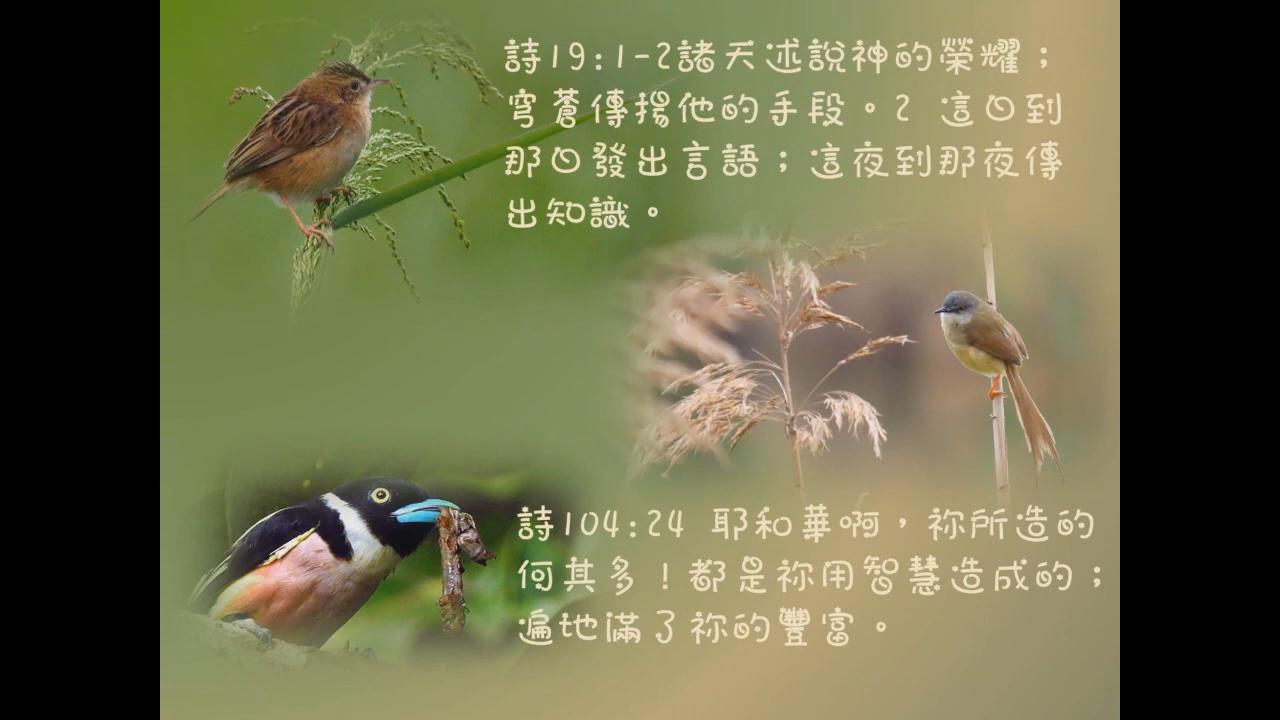 詩19:1-2諸天述說神的榮耀；
穹蒼傳揚他的手段。2 這日到
那日發出言語；這夜到那夜傳
出知識。
詩104:24 耶和華啊，祢所造的
何其多！都是祢用智慧造成的；
遍地滿了祢的豐富。